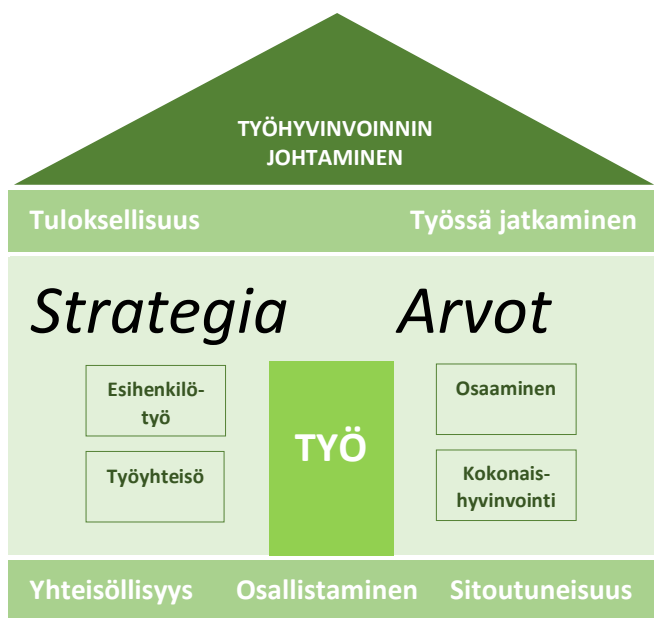 TYÖHYVINVOINNIN
JOHTAMINEN
Tuloksellisuus
Työssä jatkaminen
Strategia
Arvot
Esihenkilö-
työ
Työyhteisö
TYÖ
Osaaminen
Kokonais-
hyvinvointi
Yhteisöllisyys
Osallistaminen
Sitoutuneisuus